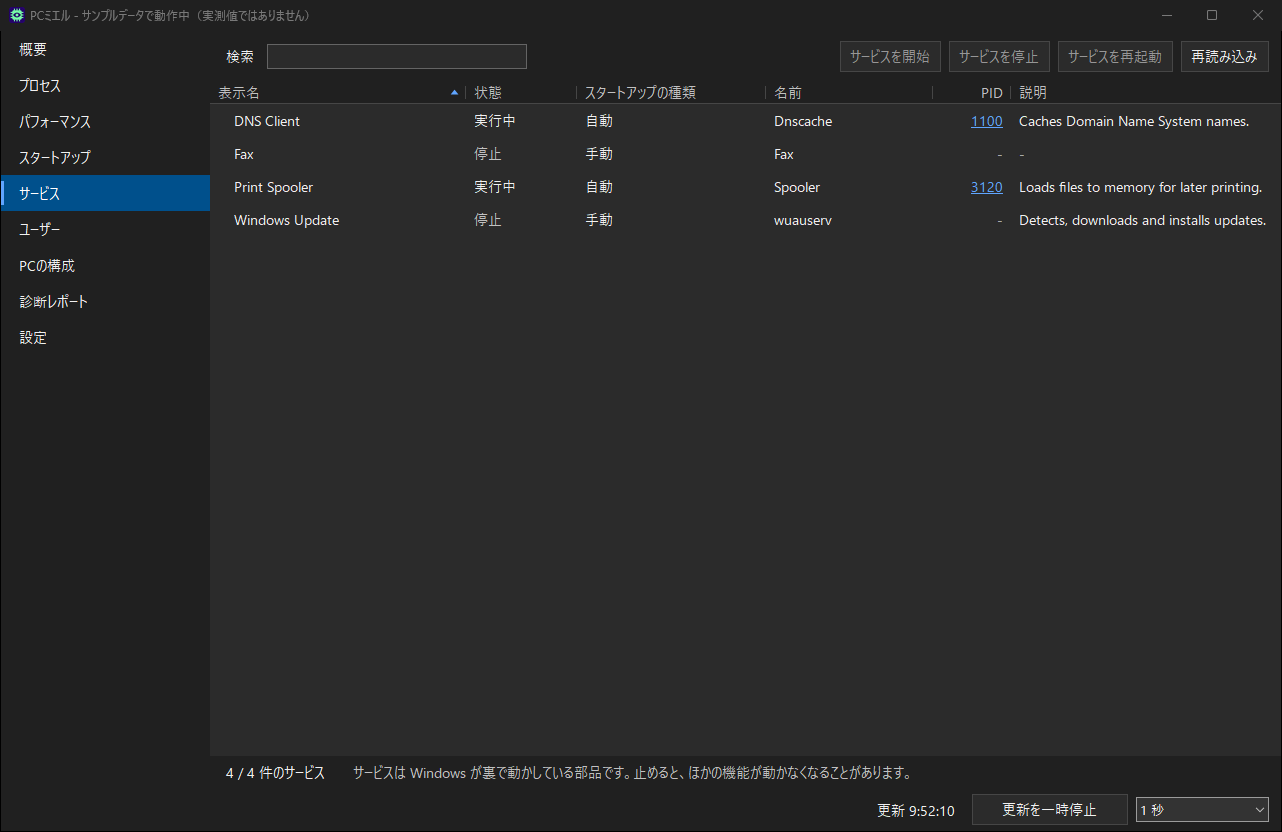 PCミエル - サンプルデータで動作中（実測値ではありません）
概要
プロセス
パフォーマンス
スタートアップ
サービス
ユーザー
PCの構成
診断レポート
設定
検索 サービスを開始 サービスを停止 サービスを再起動 再読み込み
表示名 状態 スタートアップの種類 名前 PID 説明
DNS Client 実行中 自動 Dnscache 1100 Caches Domain Name System names.
Fax 停止 手動 Fax - -
Print Spooler 実行中 自動 Spooler 3120 Loads files to memory for later printing.
Windows Update 停止 手動 wuauserv - Detects, downloads and installs updates.
4 / 4 件のサービス サービスは Windows が裏で動かしている部品です。止めると、ほかの機能が動かなくなることがあります。
更新 9:52:10 更新を一時停止 1 秒